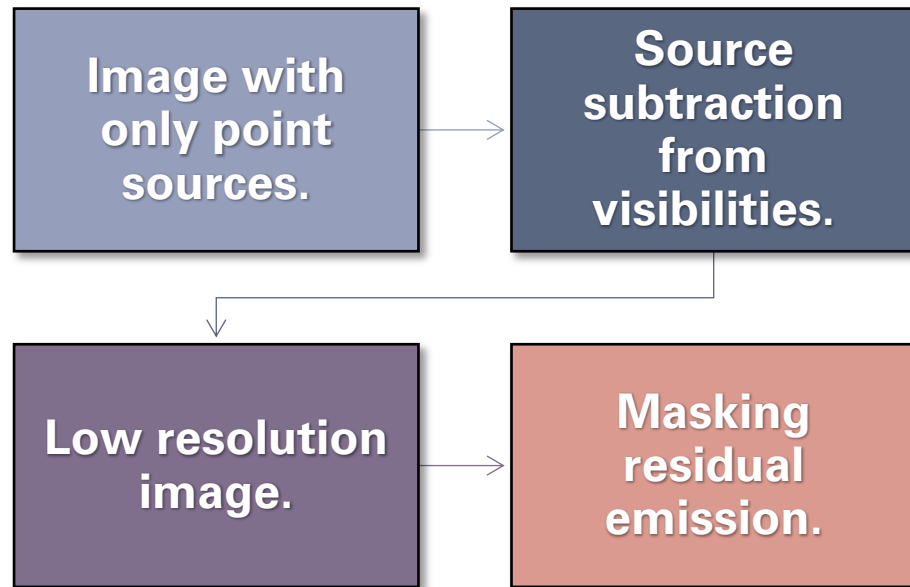 Image with
only point
sources.
Source
subtraction
from
visibilities.
Low resolution
image.
Masking
residual
emission.